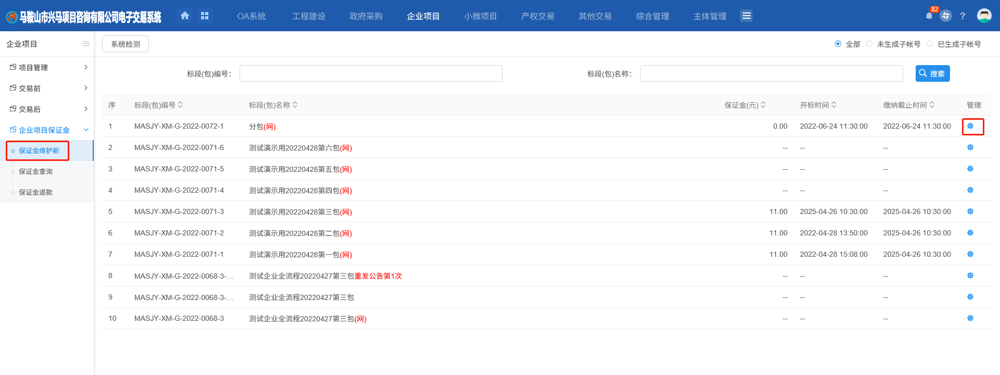 马鞍山市兴马项目咨询有限公司电子交易系统 OA系统 工程建设 政府采购 企业项目 小微项目 产权交易 其他交易 综合管理 主体管理 82 ?
企业项目 系统检测 全部 未生成子帐号 已生成子帐号
项目管理
交易前
交易后
企业项目保证金
保证金维护新
保证金查询
保证金退款
标段(包)编号: 标段(包)名称: 搜索
序 标段(包)编号 标段(包)名称 保证金(元) 开标时间 缴纳截止时间 管理
1 MASJY-XM-G-2022-0072-1 分包(网) 0.00 2022-06-24 11:30:00 2022-06-24 11:30:00
2 MASJY-XM-G-2022-0071-6 测试演示用20220428第六包(网) -- -- --
3 MASJY-XM-G-2022-0071-5 测试演示用20220428第五包(网) -- -- --
4 MASJY-XM-G-2022-0071-4 测试演示用20220428第四包(网) -- -- --
5 MASJY-XM-G-2022-0071-3 测试演示用20220428第三包(网) 11.00 2025-04-26 10:30:00 2025-04-26 10:30:00
6 MASJY-XM-G-2022-0071-2 测试演示用20220428第二包(网) 11.00 2022-04-28 13:50:00 2025-04-26 10:30:00
7 MASJY-XM-G-2022-0071-1 测试演示用20220428第一包(网) 11.00 2022-04-28 15:08:00 2025-04-26 10:30:00
8 MASJY-XM-G-2022-0068-3-... 测试企业全流程20220427第三包重发公告第1次 -- -- --
9 MASJY-XM-G-2022-0068-3-... 测试企业全流程20220427第三包 -- -- --
10 MASJY-XM-G-2022-0068-3 测试企业全流程20220427第三包(网) -- -- --